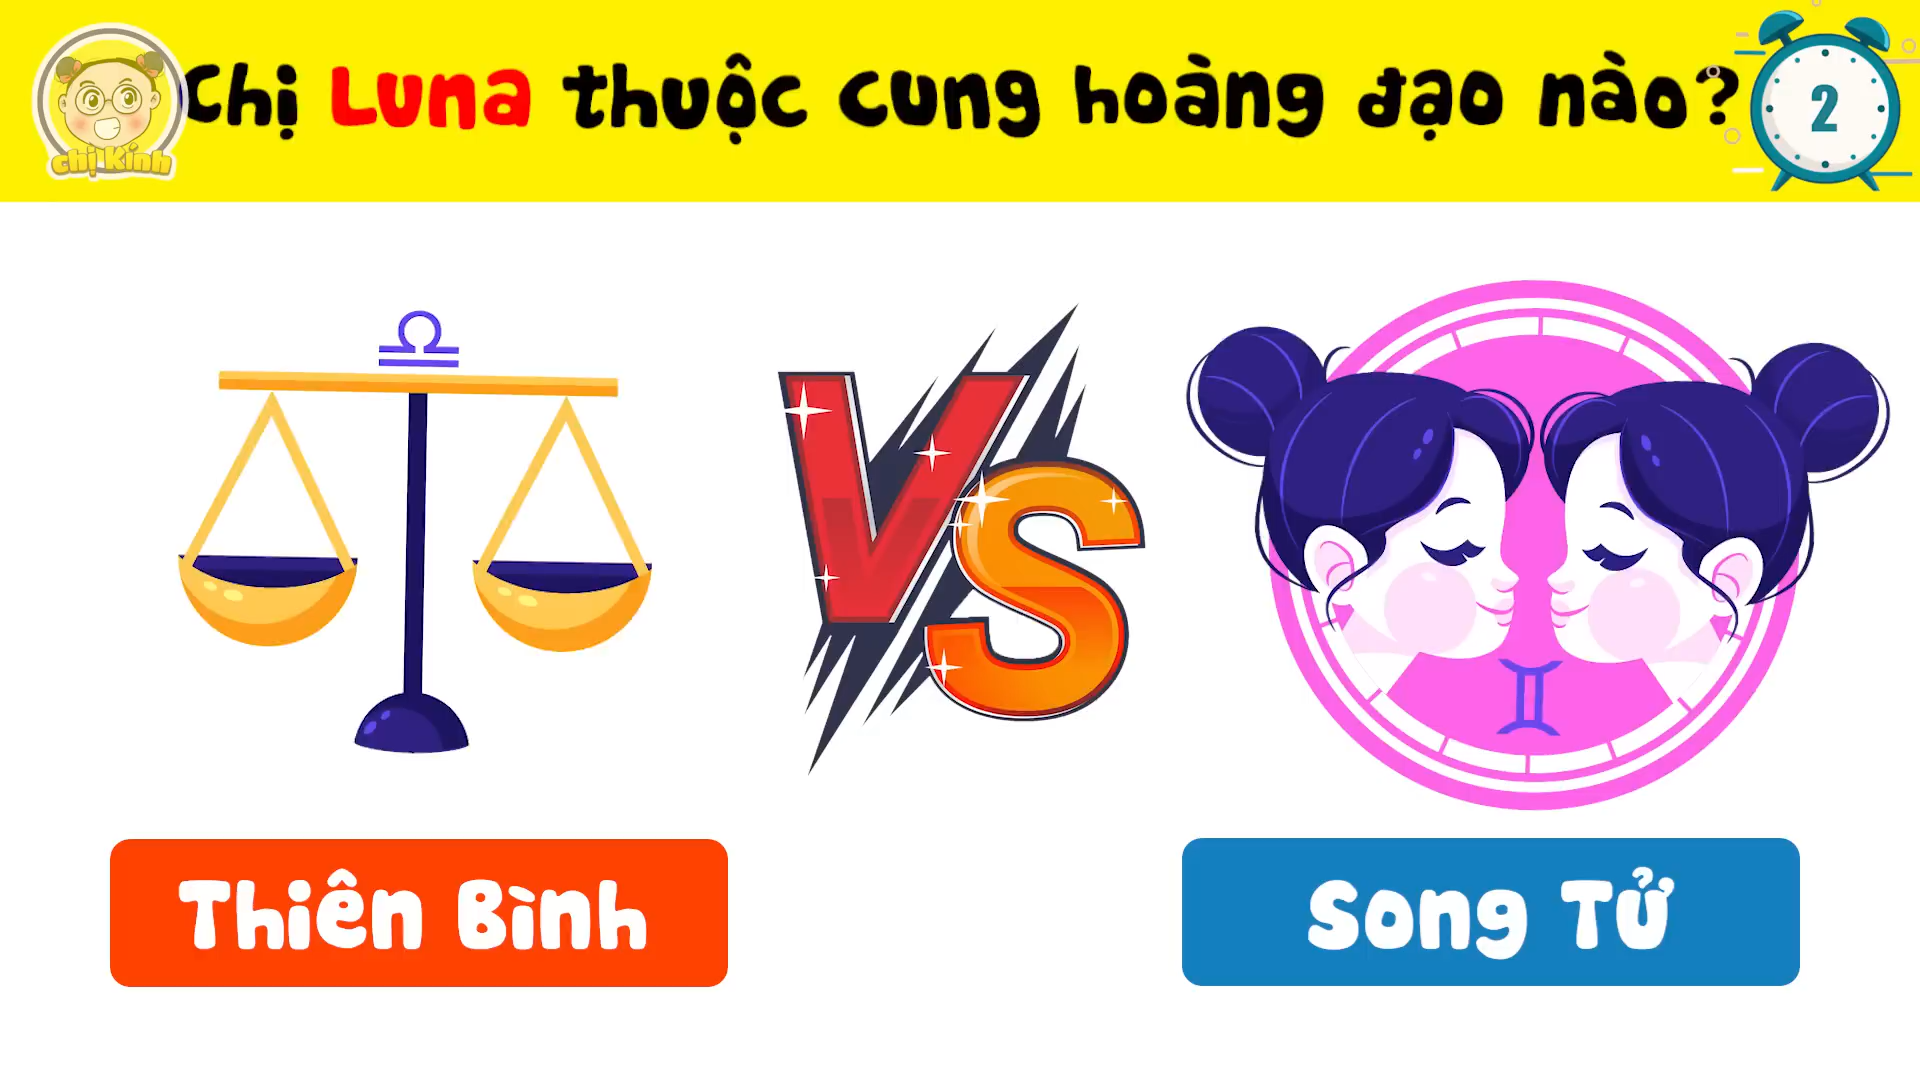 Chị Luna thuộc cung hoàng đạo nào?
2
chị Kính
VS
Thiên Bình
Song Tử